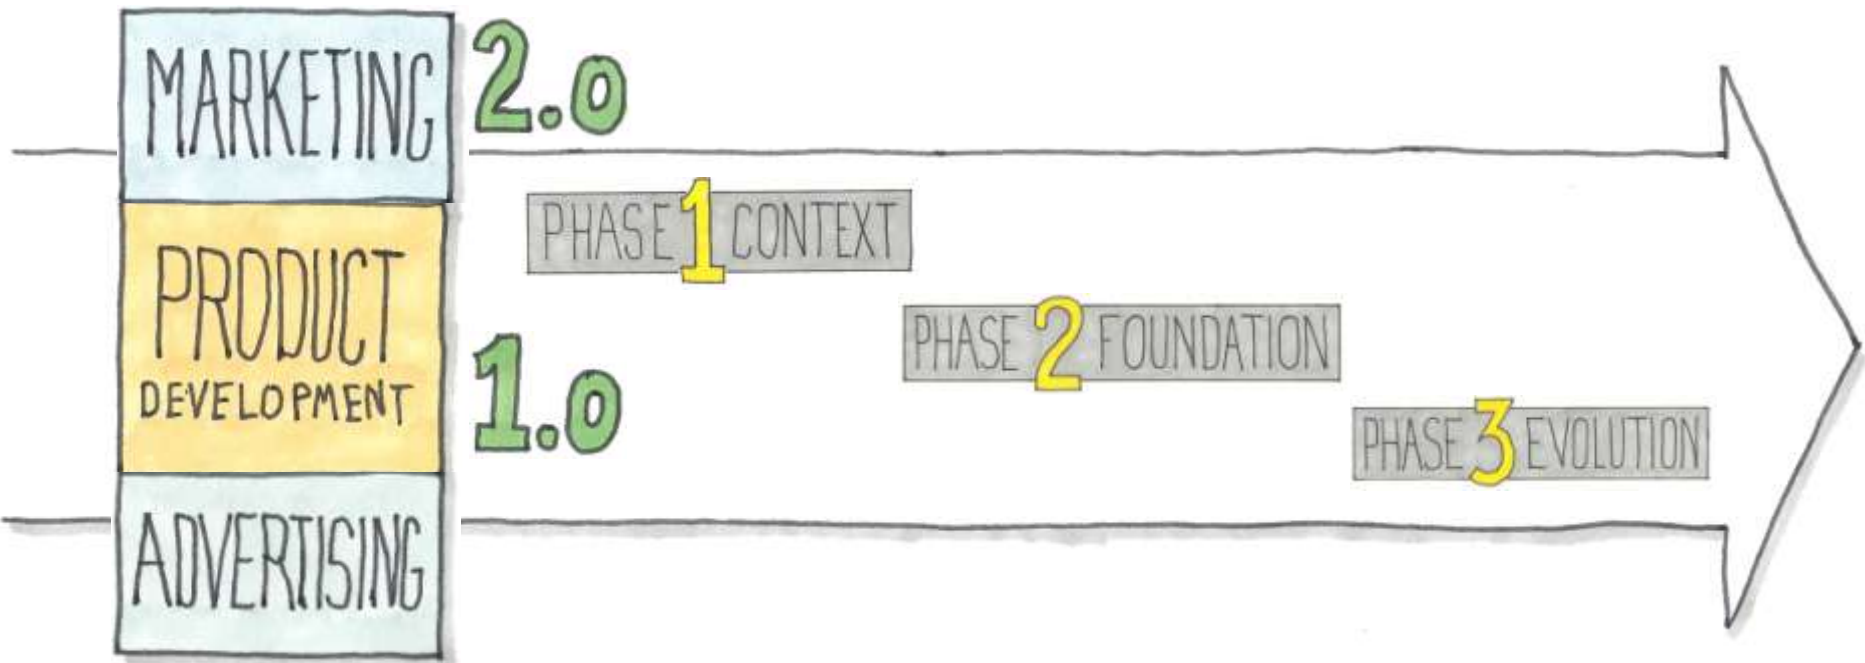 MARKETING
2.0
PRODUCT
DEVELOPMENT
1.0
ADVERTISING
PHASE 1 CONTEXT
PHASE 2 FOUNDATION
PHASE 3 EVOLUTION